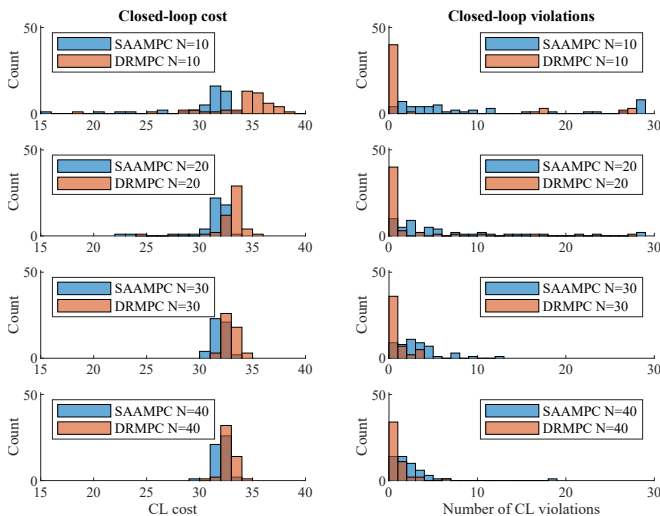 Closed-loop cost
Closed-loop violations
50
Count
0
SAAMPC N=10
DRMPC N=10
15 20 25 30 35 40
50
Count
0
SAAMPC N=10
DRMPC N=10
0 10 20 30
50
Count
0
SAAMPC N=20
DRMPC N=20
15 20 25 30 35 40
50
Count
0
SAAMPC N=20
DRMPC N=20
0 10 20 30
50
Count
0
SAAMPC N=30
DRMPC N=30
15 20 25 30 35 40
50
Count
0
SAAMPC N=30
DRMPC N=30
0 10 20 30
50
Count
0
SAAMPC N=40
DRMPC N=40
15 20 25 30 35 40
CL cost
50
Count
0
SAAMPC N=40
DRMPC N=40
0 10 20 30
Number of CL violations